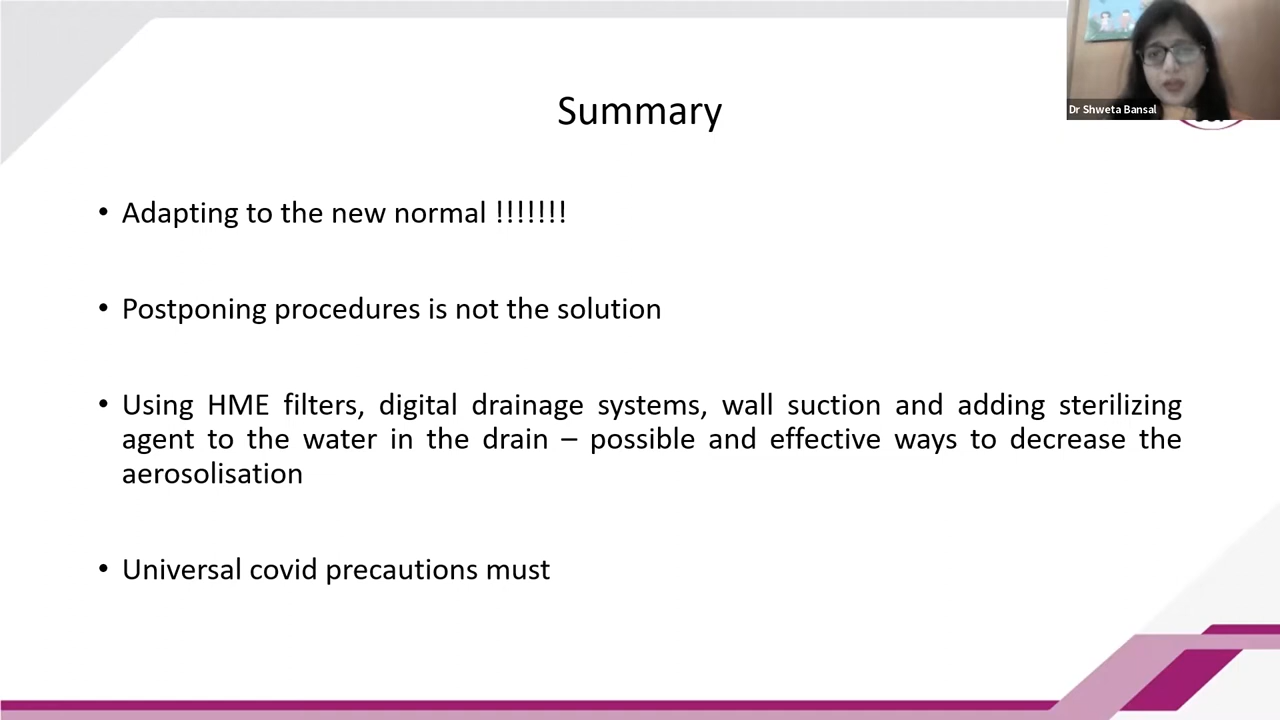 Dr Shweta Bansal
Summary
• Adapting to the new normal !!!!!!!
• Postponing procedures is not the solution
• Using HME filters, digital drainage systems, wall suction and adding sterilizing
agent to the water in the drain – possible and effective ways to decrease the
aerosolisation
• Universal covid precautions must